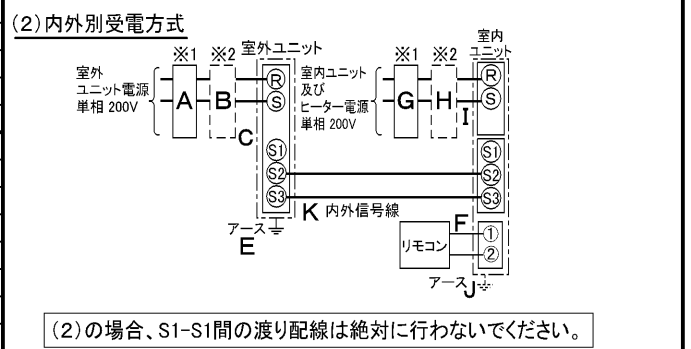 (2)内外別受電方式
※1 ※2 室外ユニット
室外
ユニット電源
単相 200V
A
B
C
R
S
S1
S2
S3
アース
E
K 内外信号線
※1 ※2
室内
ユニット
室内ユニット
及び
ヒーター電源
単相 200V
G
H
I
R
S
S1
S2
S3
F
リモコン
①
②
アース
J
(2)の場合、S1-S1間の渡り配線は絶対に行わないでください。